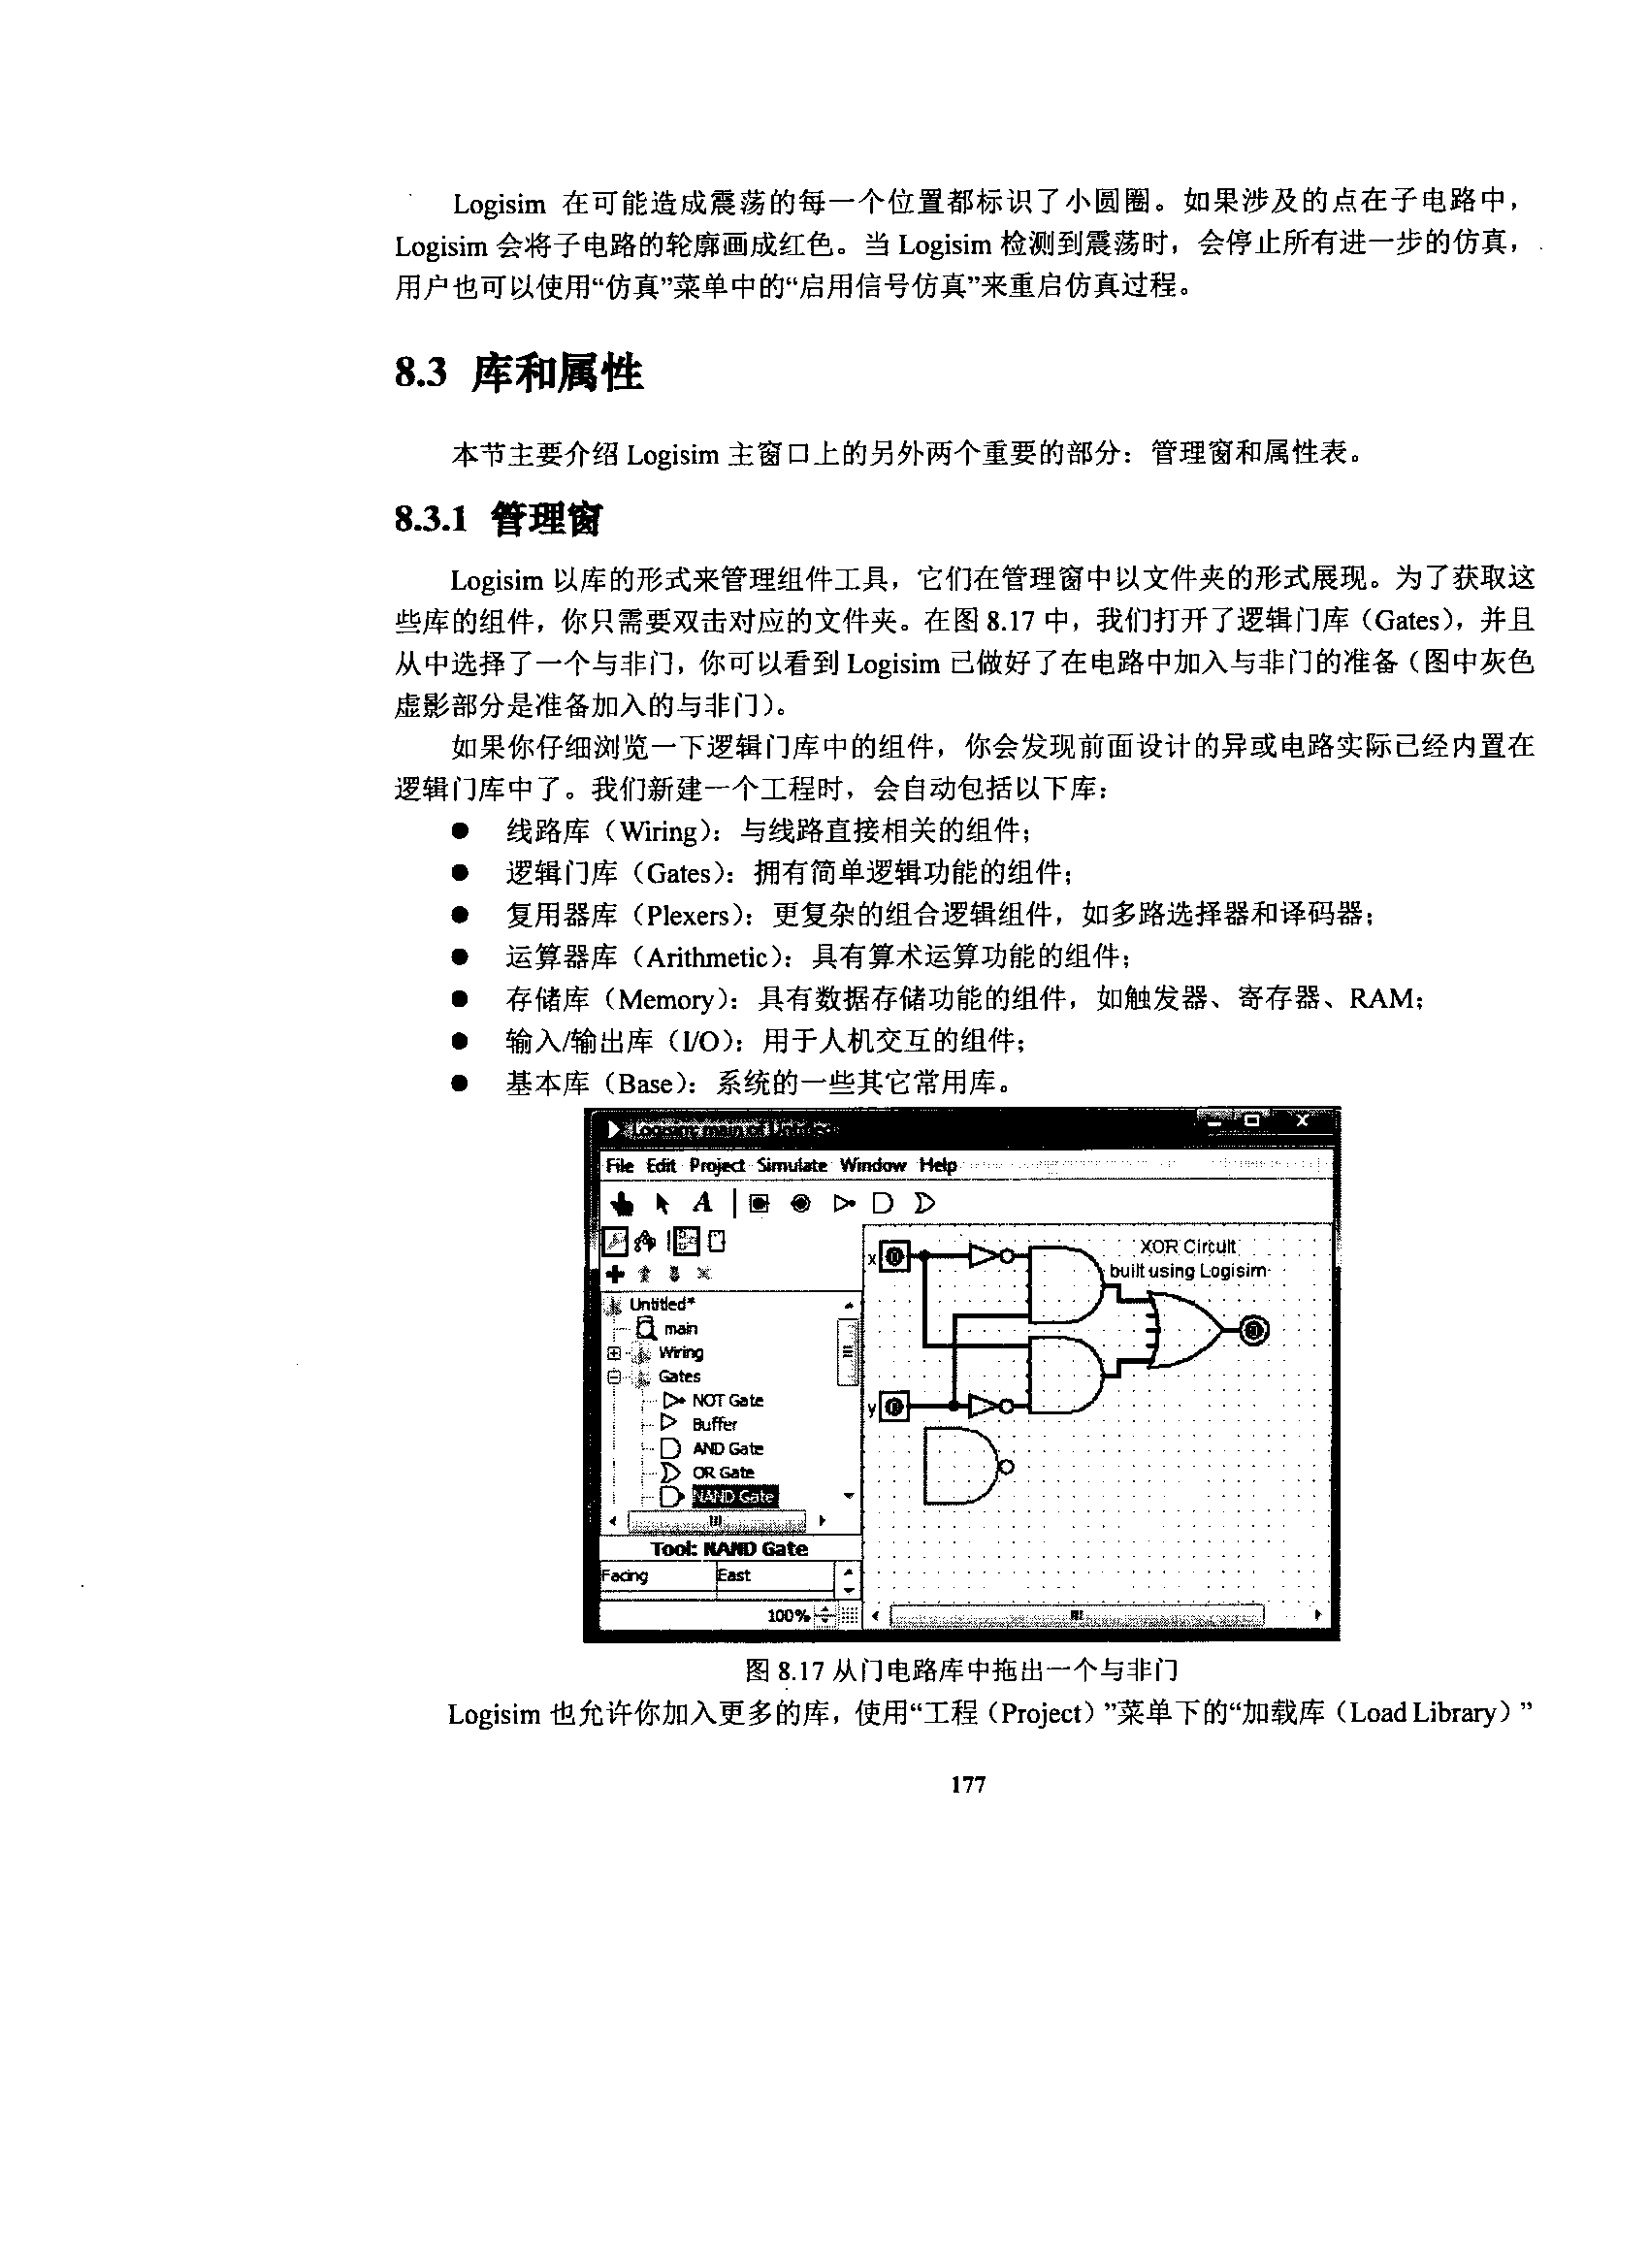 Logisim 在可能造成震荡的每一个位置都标识了小圆圈。如果涉及的点在子电路中，
Logisim 会将子电路的轮廓画成红色。当 Logisim 检测到震荡时，会停止所有进一步的仿真，
用户也可以使用“仿真”菜单中的“启用信号仿真”来重启仿真过程。
8.3 库和属性
本节主要介绍 Logisim 主窗口上的另外两个重要的部分：管理窗和属性表。
8.3.1 管理窗
Logisim 以库的形式来管理组件工具，它们在管理窗中以文件夹的形式展现。为了获取这
些库的组件，你只需要双击对应的文件夹。在图 8.17 中，我们打开了逻辑门库（Gates），并且
从中选择了一个与非门，你可以看到 Logisim 已做好了在电路中加入与非门的准备（图中灰色
虚影部分是准备加入的与非门）。
如果你仔细浏览一下逻辑门库中的组件，你会发现前面设计的异或电路实际已经内置在
逻辑门库中了。我们新建一个工程时，会自动包括以下库：
● 线路库（Wiring）：与线路直接相关的组件；
● 逻辑门库（Gates）：拥有简单逻辑功能的组件；
● 复用器库（Plexers）：更复杂的组合逻辑组件，如多路选择器和译码器；
● 运算器库（Arithmetic）：具有算术运算功能的组件；
● 存储库（Memory）：具有数据存储功能的组件，如触发器、寄存器、RAM；
● 输入/输出库（I/O）：用于人机交互的组件；
● 基本库（Base）：系统的一些其它常用库。
Logisim: main of Untitled
File Edit Project Simulate Window Help
A
XOR Circuit
built using Logisim
x
y
Untitled*
main
Wiring
Gates
NOT Gate
Buffer
AND Gate
OR Gate
NAND Gate
Tool: NAND Gate
Facing East
100%
图 8.17 从门电路库中拖出一个与非门
Logisim 也允许你加入更多的库，使用“工程（Project）”菜单下的“加载库（Load Library）”
177